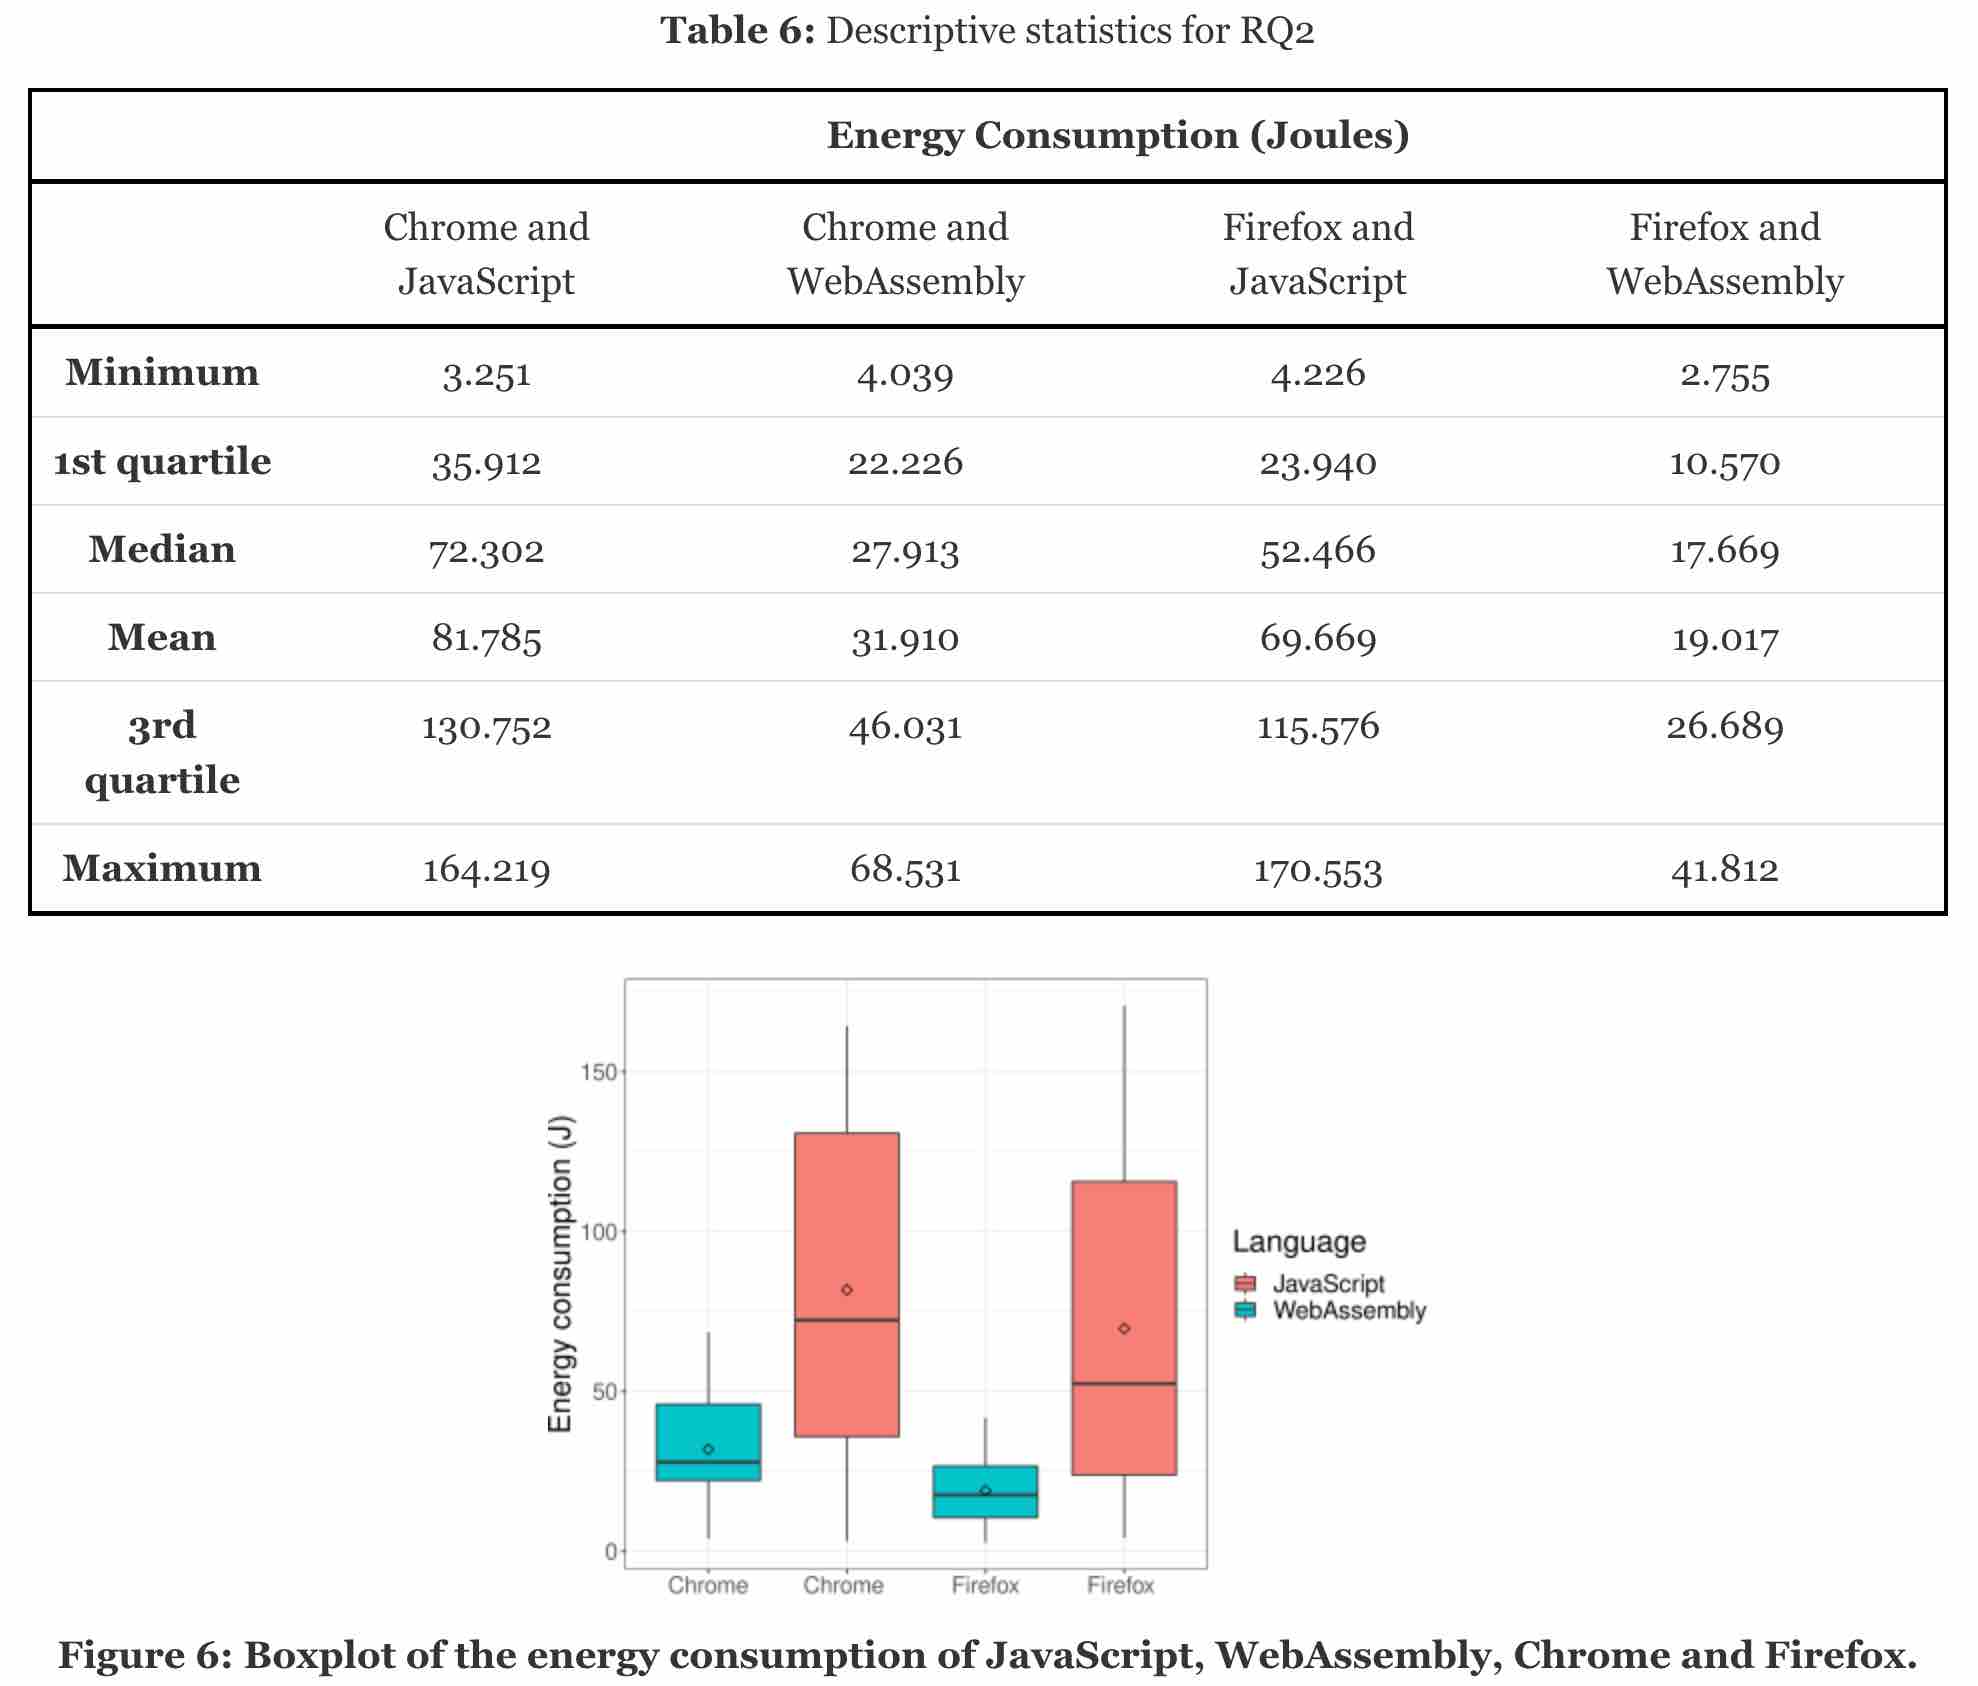 Table 6: Descriptive statistics for RQ2
Energy Consumption (Joules)
Chrome and JavaScript Chrome and WebAssembly Firefox and JavaScript Firefox and WebAssembly
Minimum 3.251 4.039 4.226 2.755
1st quartile 35.912 22.226 23.940 10.570
Median 72.302 27.913 52.466 17.669
Mean 81.785 31.910 69.669 19.017
3rd quartile 130.752 46.031 115.576 26.689
Maximum 164.219 68.531 170.553 41.812
Energy consumption (J)
150
100
50
0
Chrome Chrome Firefox Firefox
Language
JavaScript
WebAssembly
Figure 6: Boxplot of the energy consumption of JavaScript, WebAssembly, Chrome and Firefox.